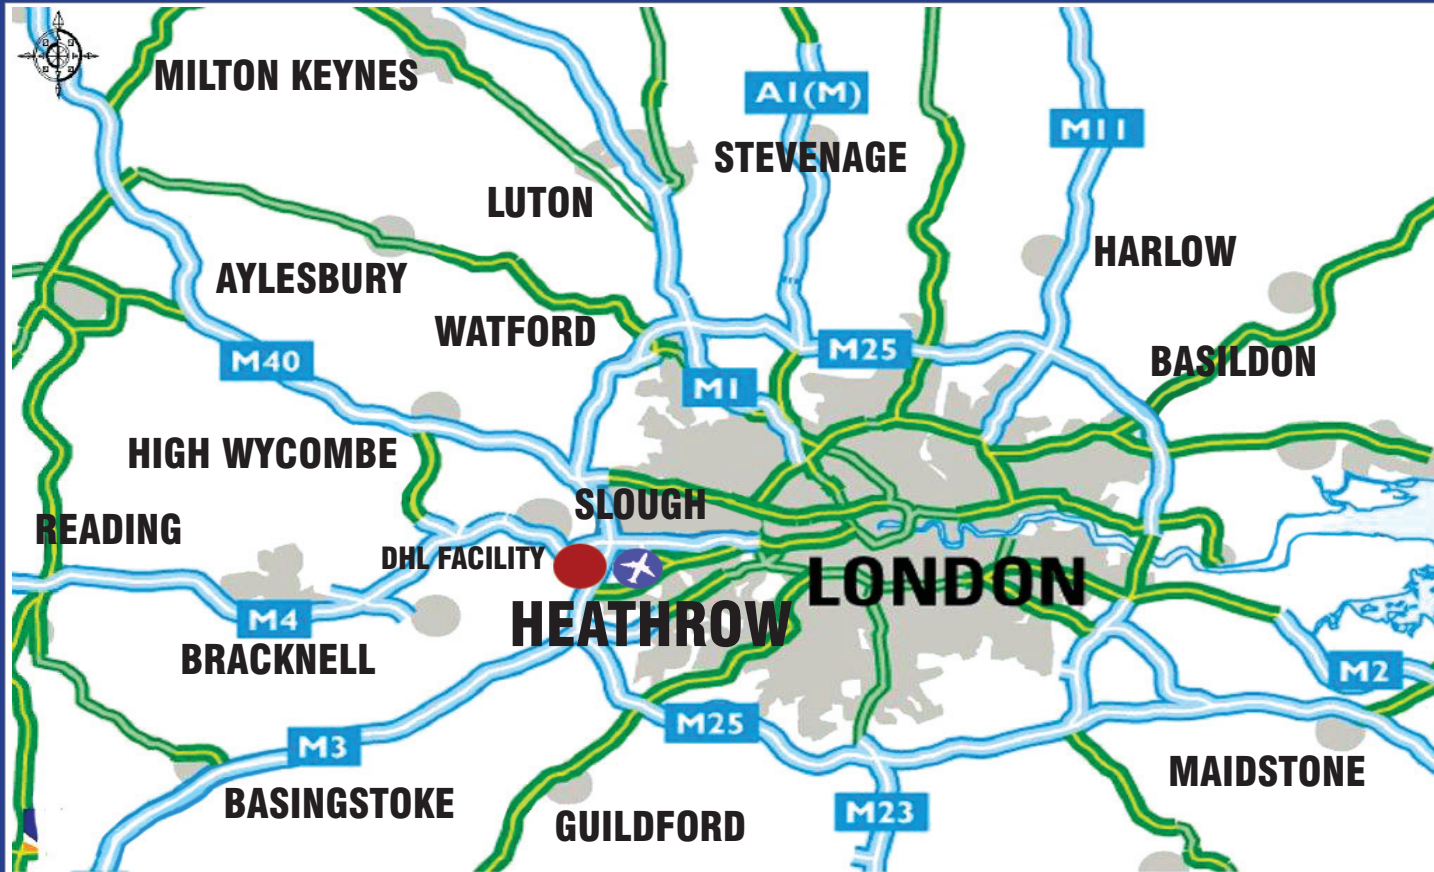 MILTON KEYNES
A1(M)
M11
STEVENAGE
LUTON
HARLOW
AYLESBURY
WATFORD
M25
M40
BASILDON
M1
HIGH WYCOMBE
SLOUGH
READING
DHL FACILITY
LONDON
HEATHROW
M4
BRACKNELL
M2
M25
M3
MAIDSTONE
BASINGSTOKE
M23
GUILDFORD